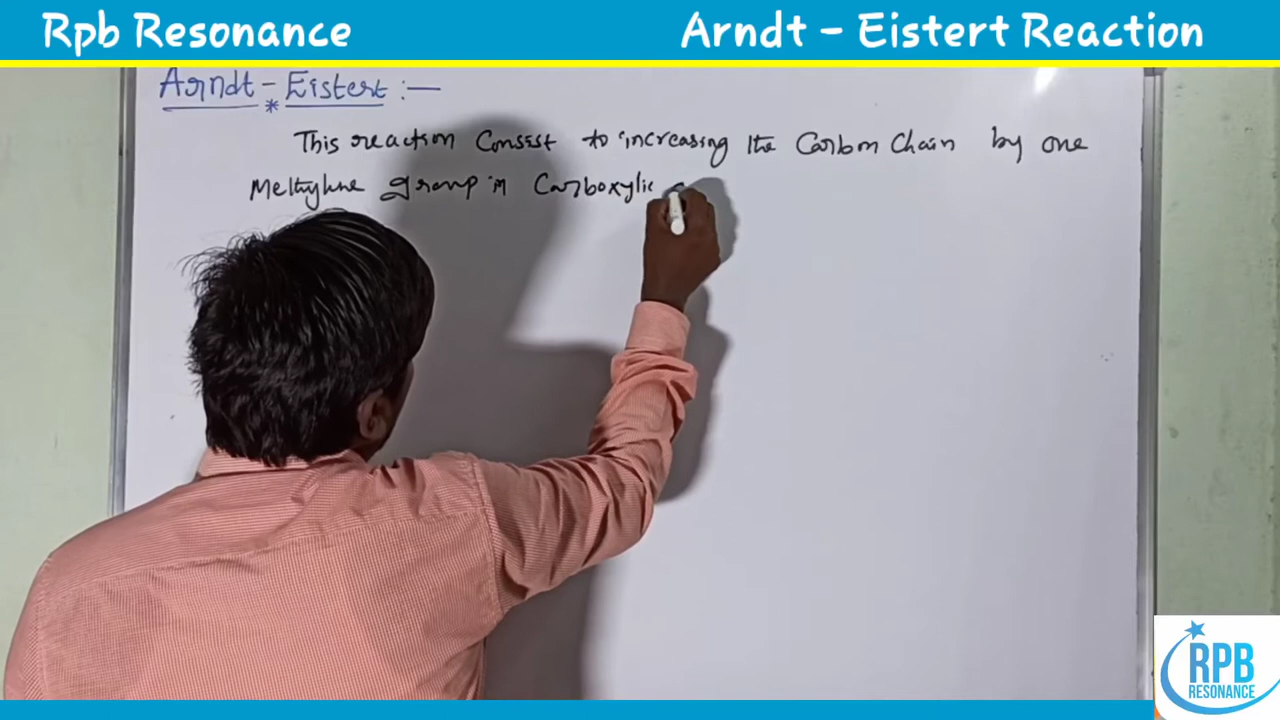 Rpb Resonance
Arndt - Eistert Reaction
Arndt - Eistert :-
*
This reaction Consest to increasing the Carbon Chain by one
Methylene group in Carboxylic
RPB
RESONANCE